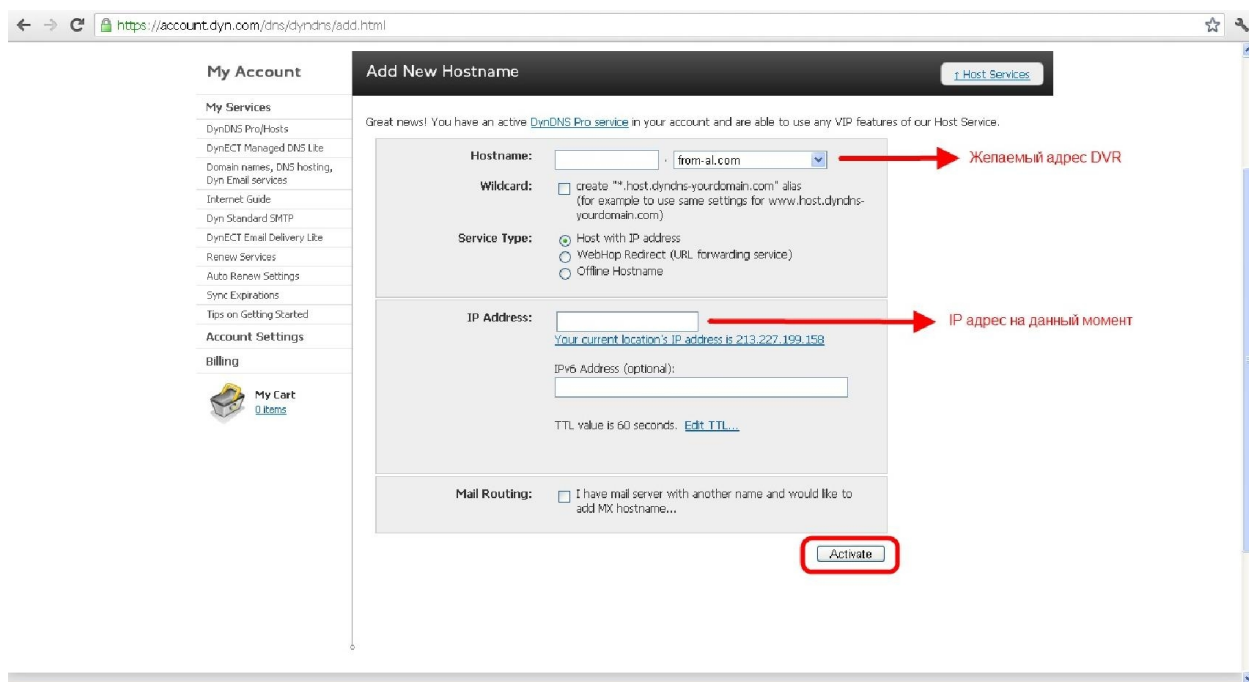 https://account.dyn.com/dns/dyndns/add.html
My Account
Add New Hostname
↑ Host Services
My Services
DynDNS Pro/Hosts
DynECT Managed DNS Lite
Domain names, DNS hosting,
Dyn Email services
Internet Guide
Dyn Standard SMTP
DynECT Email Delivery Lite
Renew Services
Auto Renew Settings
Sync Expirations
Tips on Getting Started
Account Settings
Billing
My Cart
0 items
Great news! You have an active DynDNS Pro service in your account and are able to use any VIP features of our Host Service.
Hostname:
. from-al.com
Желаемый адрес DVR
Wildcard:
create "*.host.dyndns-yourdomain.com" alias
(for example to use same settings for www.host.dyndns-
yourdomain.com)
Service Type:
Host with IP address
WebHop Redirect (URL forwarding service)
Offline Hostname
IP Address:
IP адрес на данный момент
Your current location's IP address is 213.227.199.158
IPv6 Address (optional):
TTL value is 60 seconds. Edit TTL...
Mail Routing:
I have mail server with another name and would like to
add MX hostname...
Activate